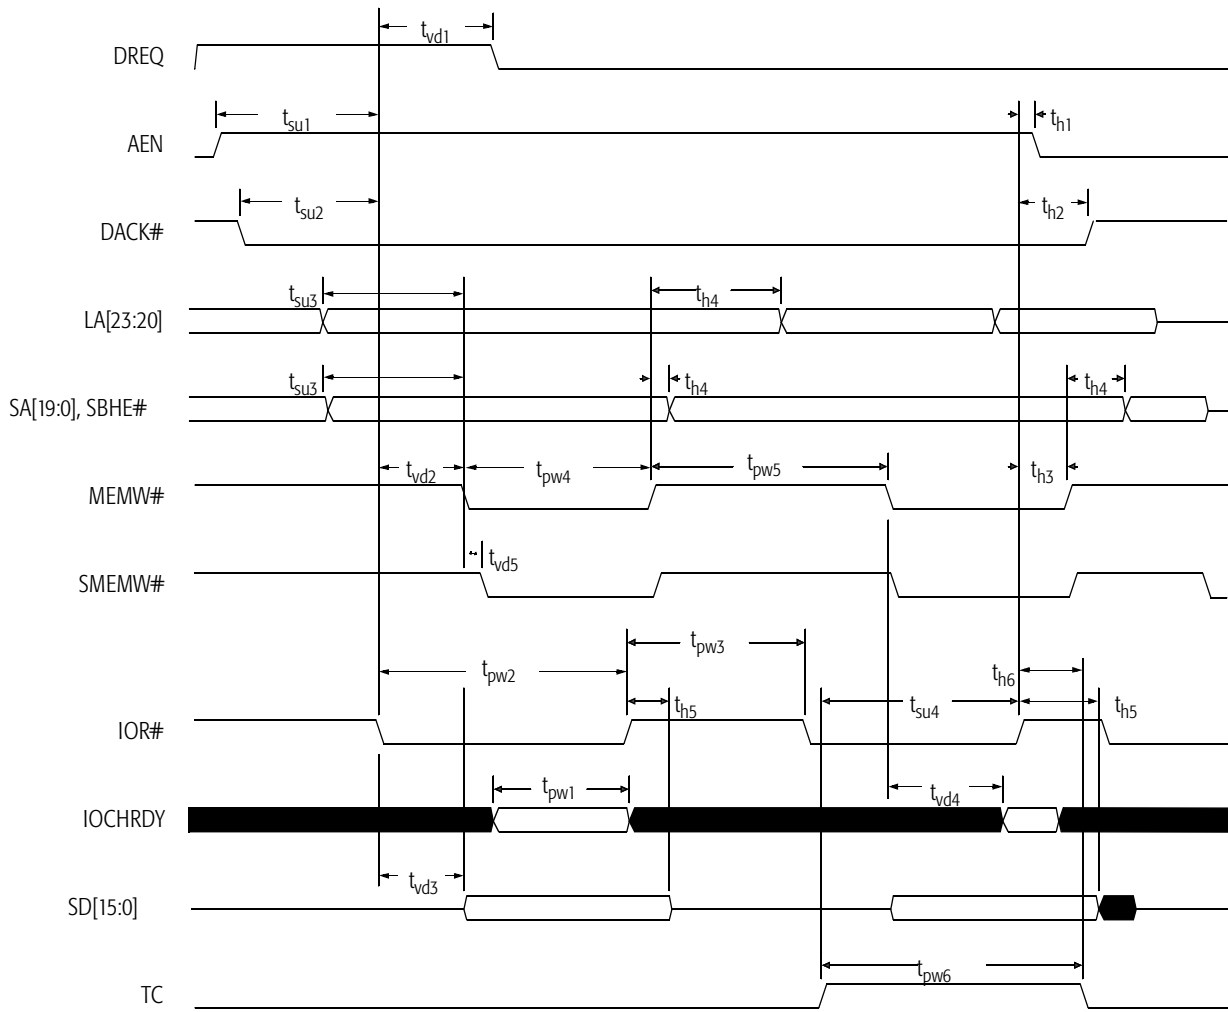 t_vd1
DREQ
t_su1 t_h1
AEN
t_su2 t_h2
DACK#
t_su3 t_h4
LA[23:20]
t_su3 t_h4 t_h4
SA[19:0], SBHE#
t_vd2 t_pw4 t_pw5 t_h3
MEMW#
t_vd5
SMEMW#
t_pw2 t_pw3 t_h6
t_h5 t_su4 t_h5
IOR#
t_pw1 t_vd4
IOCHRDY
t_vd3
SD[15:0]
t_pw6
TC